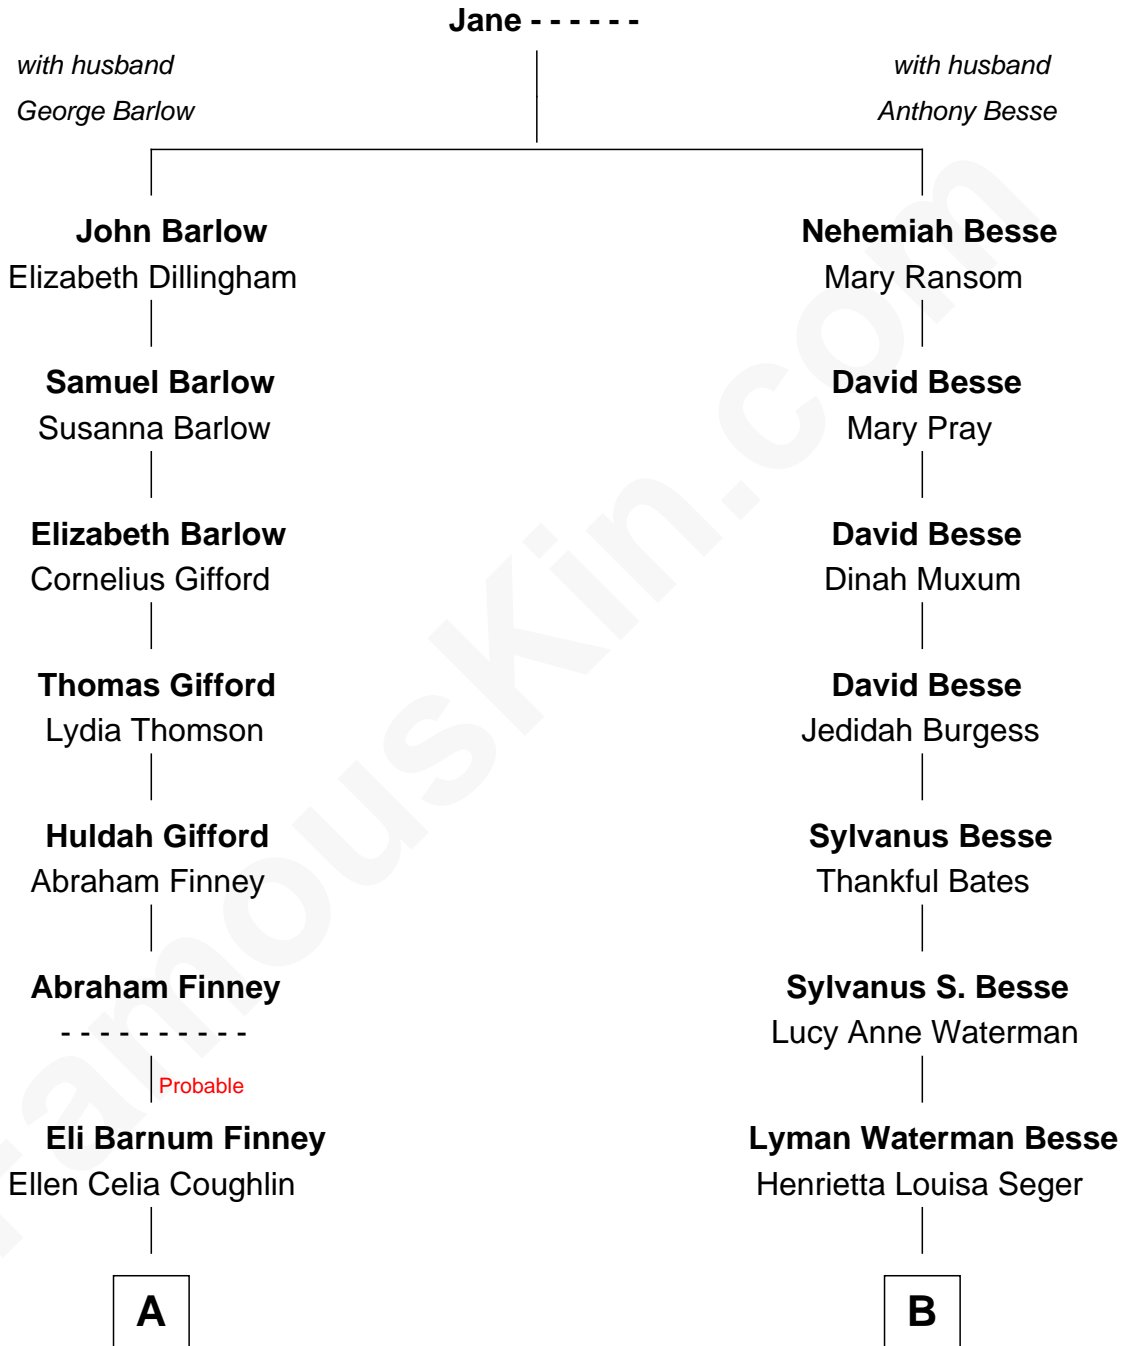 Jane - - - - - -
with husband
George Barlow
with husband
Anthony Besse
John Barlow
Elizabeth Dillingham
Nehemiah Besse
Mary Ransom
Samuel Barlow
Susanna Barlow
David Besse
Mary Pray
Elizabeth Barlow
Cornelius Gifford
David Besse
Dinah Muxum
Thomas Gifford
Lydia Thomson
David Besse
Jedidah Burgess
Huldah Gifford
Abraham Finney
Sylvanus Besse
Thankful Bates
Abraham Finney
- - - - - - - - - -
Sylvanus S. Besse
Lucy Anne Waterman
Probable
Eli Barnum Finney
Ellen Celia Coughlin
Lyman Waterman Besse
Henrietta Louisa Seger
A
B
FamousKin.com